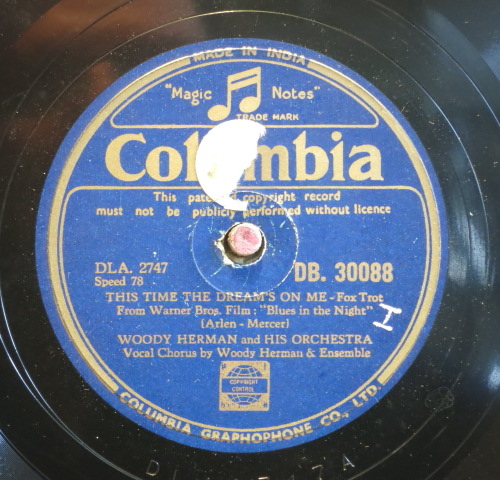 MADE IN INDIA
"Magic Notes"
TRADE MARK
Columbia
This patent copyright record
must not be publicly performed without licence
DLA. 2747 DB. 30088
Speed 78
THIS TIME THE DREAM'S ON ME - Fox Trot
From Warner Bros. Film : "Blues in the Night"
(Arlen - Mercer)
WOODY HERMAN and HIS ORCHESTRA
Vocal Chorus by Woody Herman & Ensemble
I
COPYRIGHT
CONTROL
COLUMBIA GRAPHOPHONE CO., LTD.